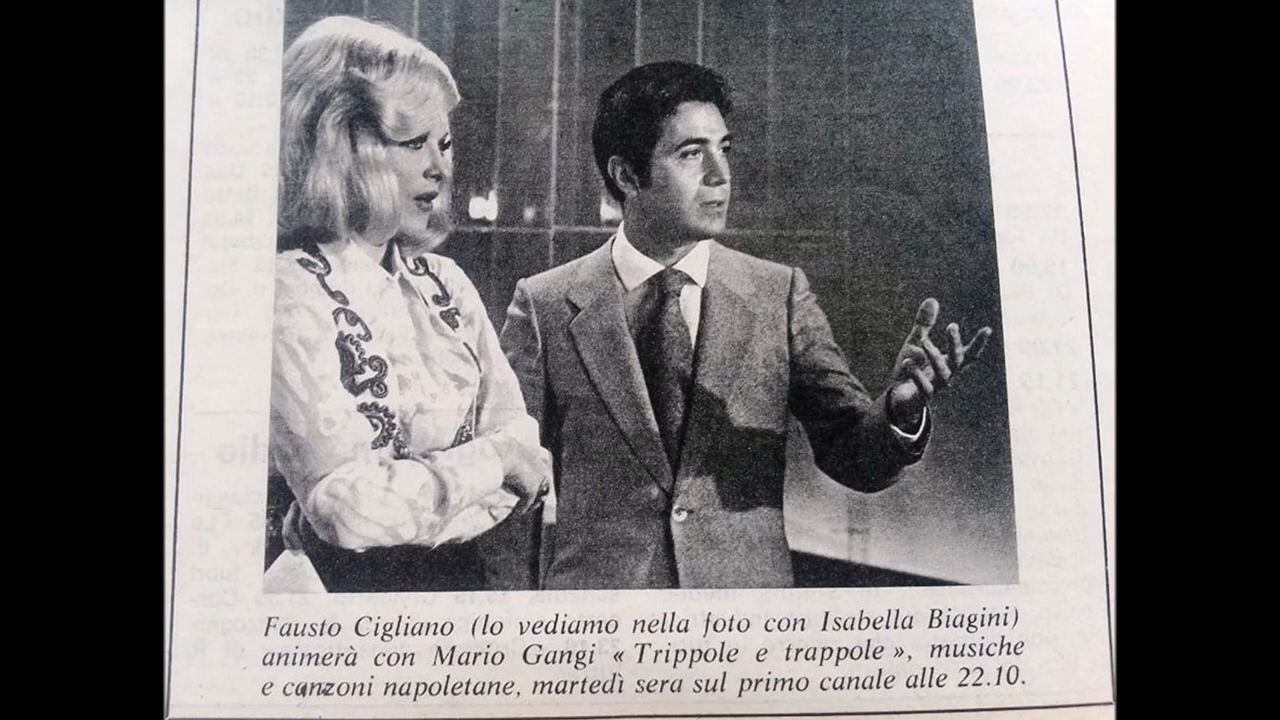 Fausto Cigliano (lo vediamo nella foto con Isabella Biagini)
animerà con Mario Gangi « Trippole e trappole », musiche
e canzoni napoletane, martedì sera sul primo canale alle 22.10.